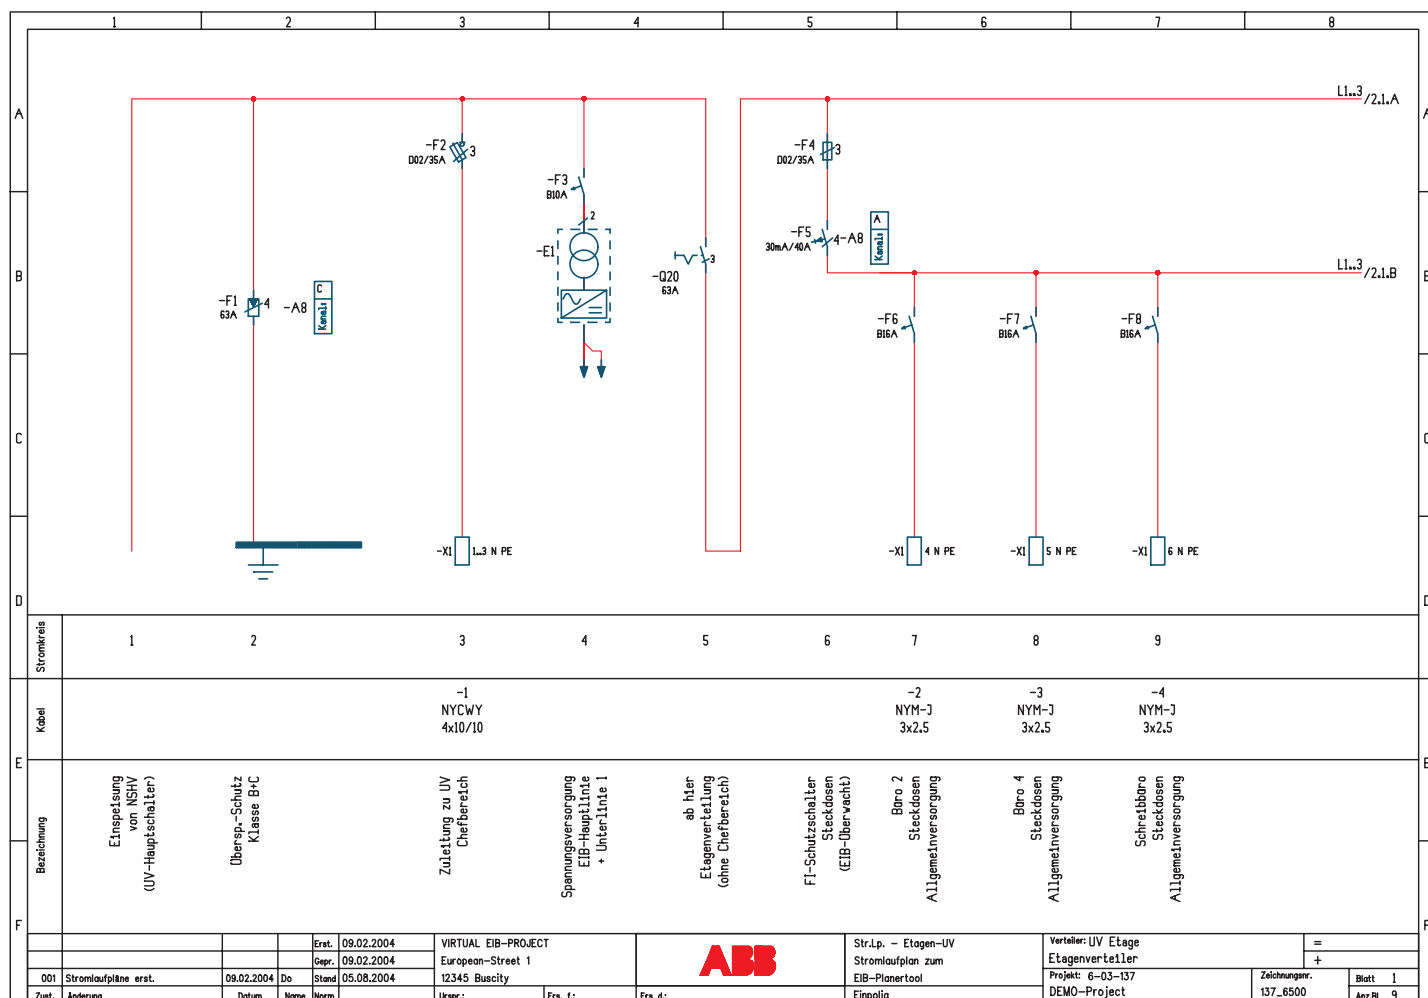 1 2 3 4 5 6 7 8
A
L1..3 /2.1.A
-F2 3
D02/35A
-F4 3
D02/35A
-F3
B10A
2
-E1
-F5 4 -A8
30mA/40A
A
Kanal:
B
-Q20 3
63A
L1..3 /2.1.B
-F1 4 -A8
63A
C
Kanal:
-F6
B16A
-F7
B16A
-F8
B16A
C
-X1 1..3 N PE
-X1 4 N PE
-X1 5 N PE
-X1 6 N PE
D
Stromkreis 1 2 3 4 5 6 7 8 9
Kabel
-1
NYCWY
4x10/10
-2
NYM-J
3x2.5
-3
NYM-J
3x2.5
-4
NYM-J
3x2.5
E
Bezeichnung
Einspeisung
von NSHV
(UV-Hauptschalter)
Übersp.-Schutz
Klasse B+C
Zuleitung zu UV
Chefbereich
Spannungsversorgung
EIB-Hauptlinie
+ Unterlinie 1
ab hier
Etagenverteilung
(ohne Chefbereich)
FI-Schutzschalter
Steckdosen
(EIB-Überwacht)
Büro 2
Steckdosen
Allgemeinversorgung
Büro 4
Steckdosen
Allgemeinversorgung
Schreibbüro
Steckdosen
Allgemeinversorgung
F
Erst. 09.02.2004
Gepr. 09.02.2004
001 Stromlaufpläne erst. 09.02.2004 Do Stand 05.08.2004
Zust. Änderung Datum Name Norm
VIRTUAL EIB-PROJECT
European-Street 1
12345 Buscity
Urspr.: Ers. f.: Ers. d.:
ABB
Str.Lp. - Etagen-UV
Stromlaufplan zum
EIB-Planertool
Einpolig
Verteiler: UV Etage
Etagenverteiler
=
+
Projekt: 6-03-137
DEMO-Project
Zeichnungsnr.
137_6500
Blatt 1
Anz.Bl. 9